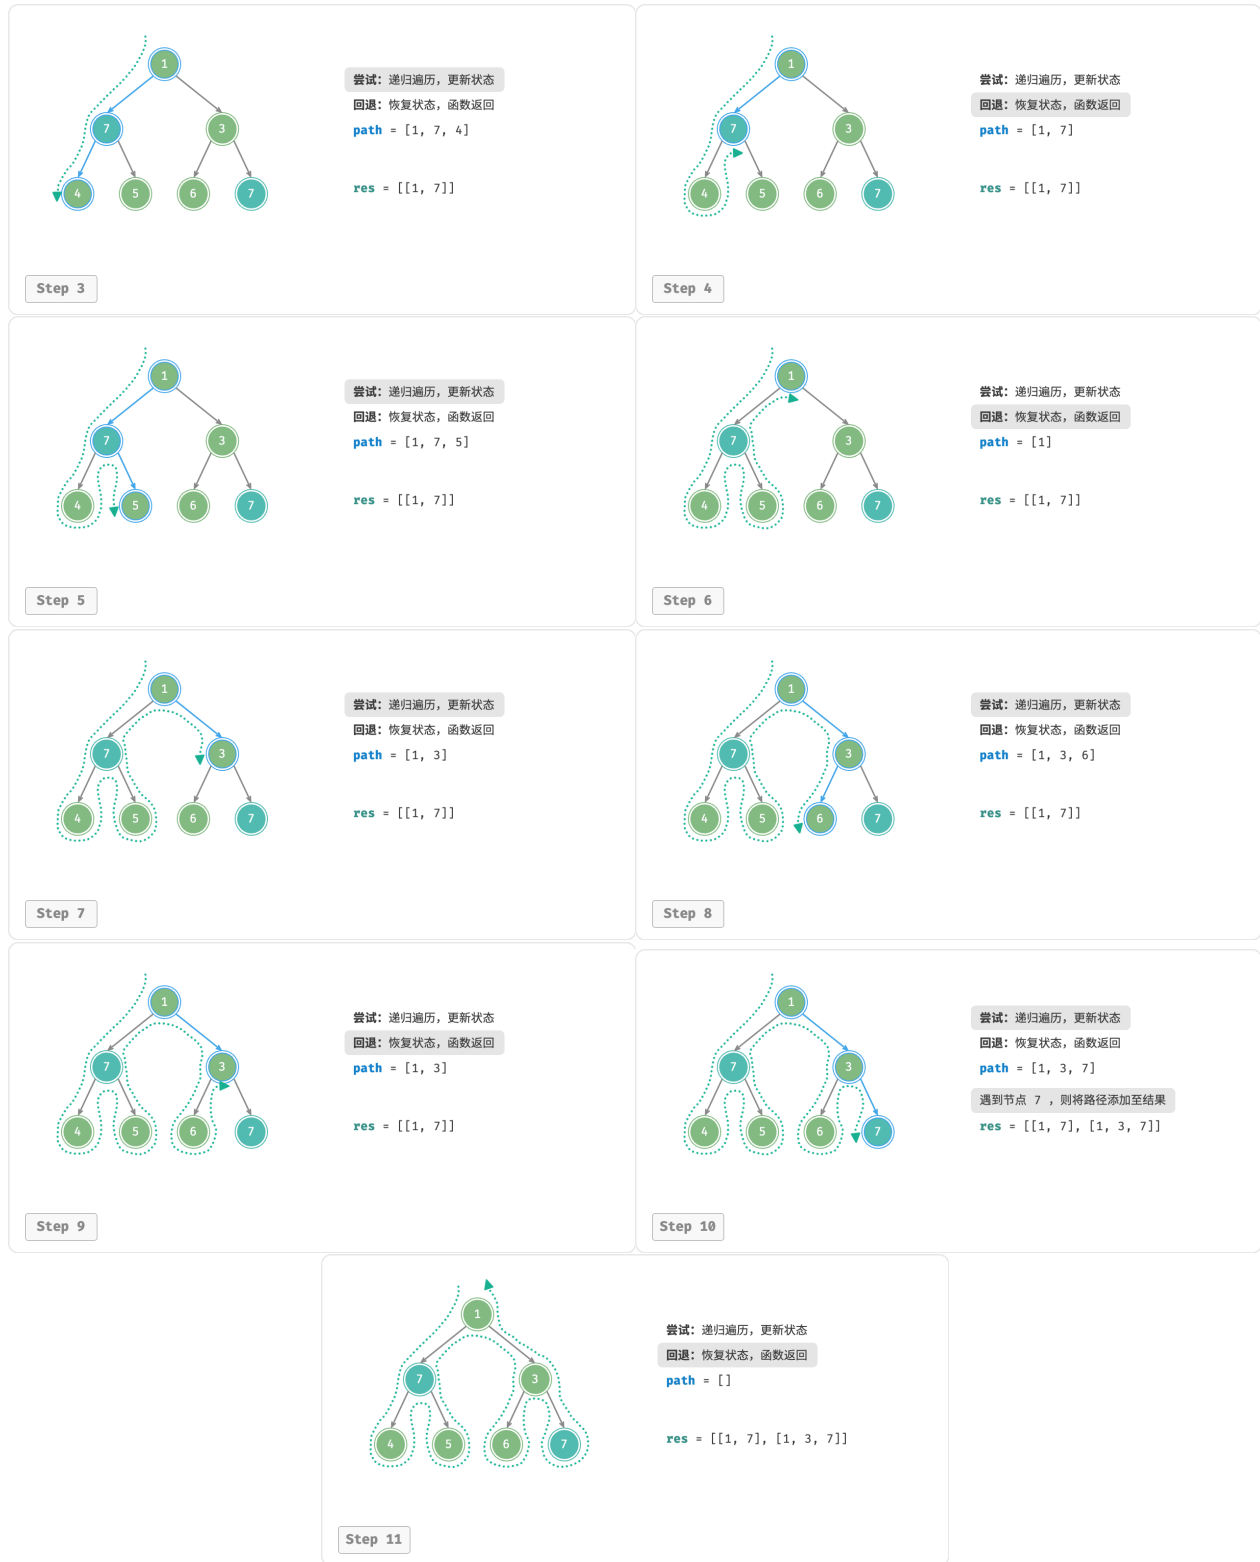 1
7 3
4 5 6 7
尝试：递归遍历，更新状态
回退：恢复状态，函数返回
path = [1, 7, 4]
res = [[1, 7]]
Step 3
1
7 3
4 5 6 7
尝试：递归遍历，更新状态
回退：恢复状态，函数返回
path = [1, 7]
res = [[1, 7]]
Step 4
1
7 3
4 5 6 7
尝试：递归遍历，更新状态
回退：恢复状态，函数返回
path = [1, 7, 5]
res = [[1, 7]]
Step 5
1
7 3
4 5 6 7
尝试：递归遍历，更新状态
回退：恢复状态，函数返回
path = [1]
res = [[1, 7]]
Step 6
1
7 3
4 5 6 7
尝试：递归遍历，更新状态
回退：恢复状态，函数返回
path = [1, 3]
res = [[1, 7]]
Step 7
1
7 3
4 5 6 7
尝试：递归遍历，更新状态
回退：恢复状态，函数返回
path = [1, 3, 6]
res = [[1, 7]]
Step 8
1
7 3
4 5 6 7
尝试：递归遍历，更新状态
回退：恢复状态，函数返回
path = [1, 3]
res = [[1, 7]]
Step 9
1
7 3
4 5 6 7
尝试：递归遍历，更新状态
回退：恢复状态，函数返回
path = [1, 3, 7]
遇到节点 7 ，则将路径添加至结果
res = [[1, 7], [1, 3, 7]]
Step 10
1
7 3
4 5 6 7
尝试：递归遍历，更新状态
回退：恢复状态，函数返回
path = []
res = [[1, 7], [1, 3, 7]]
Step 11